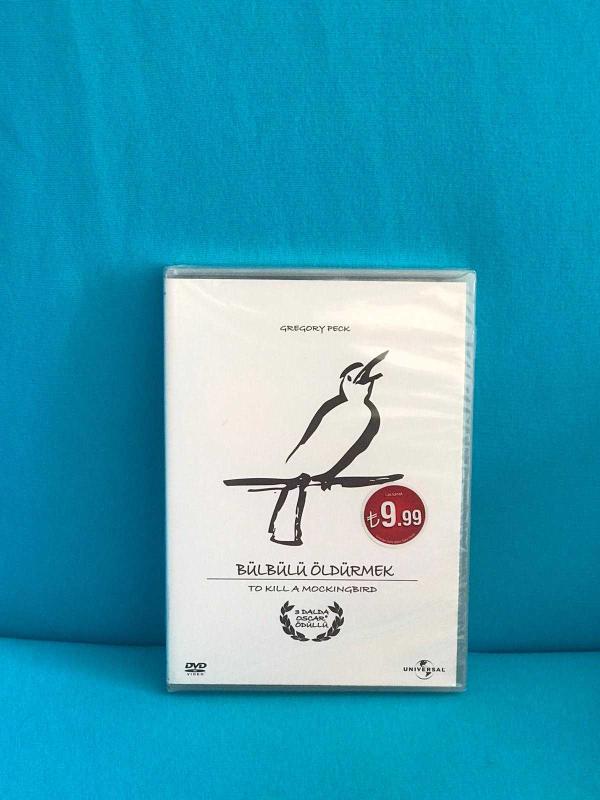 GREGORY PECK
₺9.99
BÜLBÜLÜ ÖLDÜRMEK
TO KILL A MOCKINGBIRD
3 DALDA
OSCAR®
ÖDÜLLÜ
DVD
VIDEO
UNIVERSAL